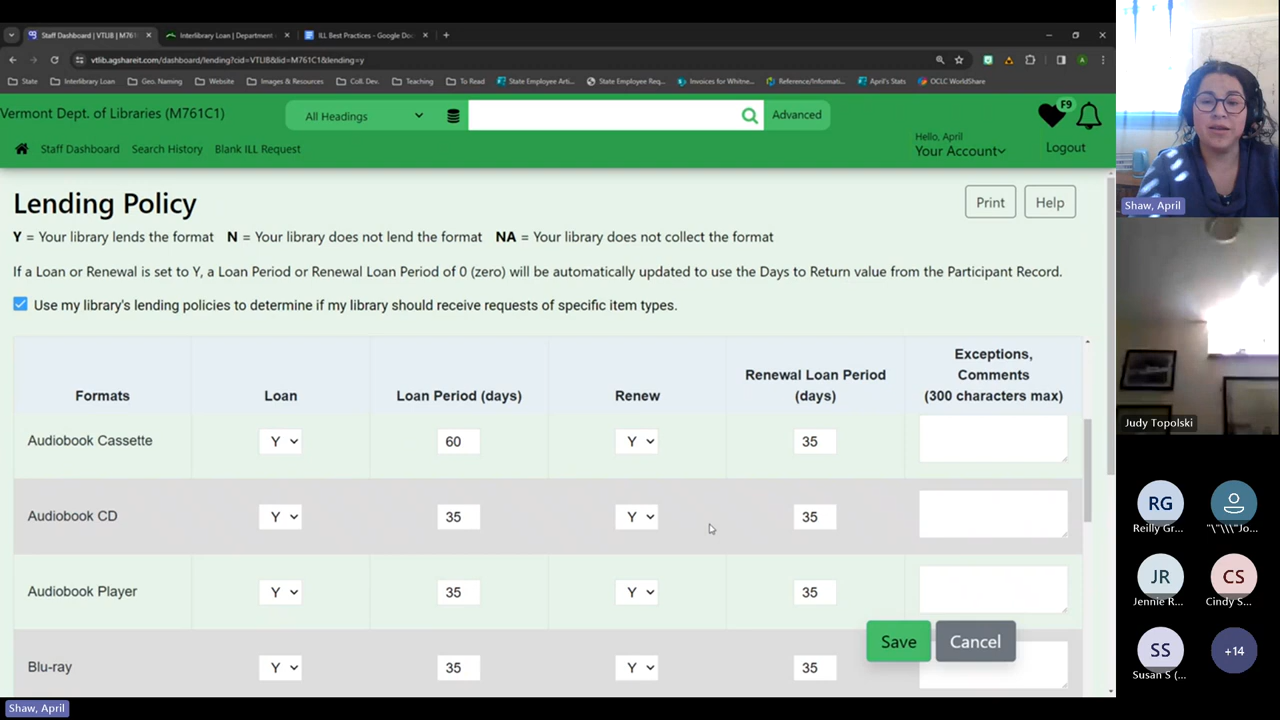 Staff Dashboard | VTLIB | M761
Interlibrary Loan | Department
ILL Best Practices - Google Doc
vtlib.agshareit.com/dashboard/lending?cid=VTLIB&lid=M761C1&lending=y
State
Interlibrary Loan
Geo. Naming
Website
Images & Resources
Coll. Dev.
Teaching
To Read
State Employee Arti...
State Employee Req...
Invoices for Whitne...
Reference/Informati...
April's Stats
OCLC WorldShare
Vermont Dept. of Libraries (M761C1)
All Headings
Advanced
F9
Hello, April
Your Account
Logout
Staff Dashboard
Search History
Blank ILL Request
Lending Policy
Print
Help
Y = Your library lends the format N = Your library does not lend the format NA = Your library does not collect the format
If a Loan or Renewal is set to Y, a Loan Period or Renewal Loan Period of 0 (zero) will be automatically updated to use the Days to Return value from the Participant Record.
Use my library's lending policies to determine if my library should receive requests of specific item types.
Formats
Loan
Loan Period (days)
Renew
Renewal Loan Period
(days)
Exceptions,
Comments
(300 characters max)
Audiobook Cassette Y 60 Y 35
Audiobook CD Y 35 Y 35
Audiobook Player Y 35 Y 35
Blu-ray Y 35 Y 35
Save
Cancel
Shaw, April
Judy Topolski
RG
Reilly Gr...
"\"\\\"Jo...
JR
Jennie R...
CS
Cindy S...
SS
Susan S (...
+14
Shaw, April